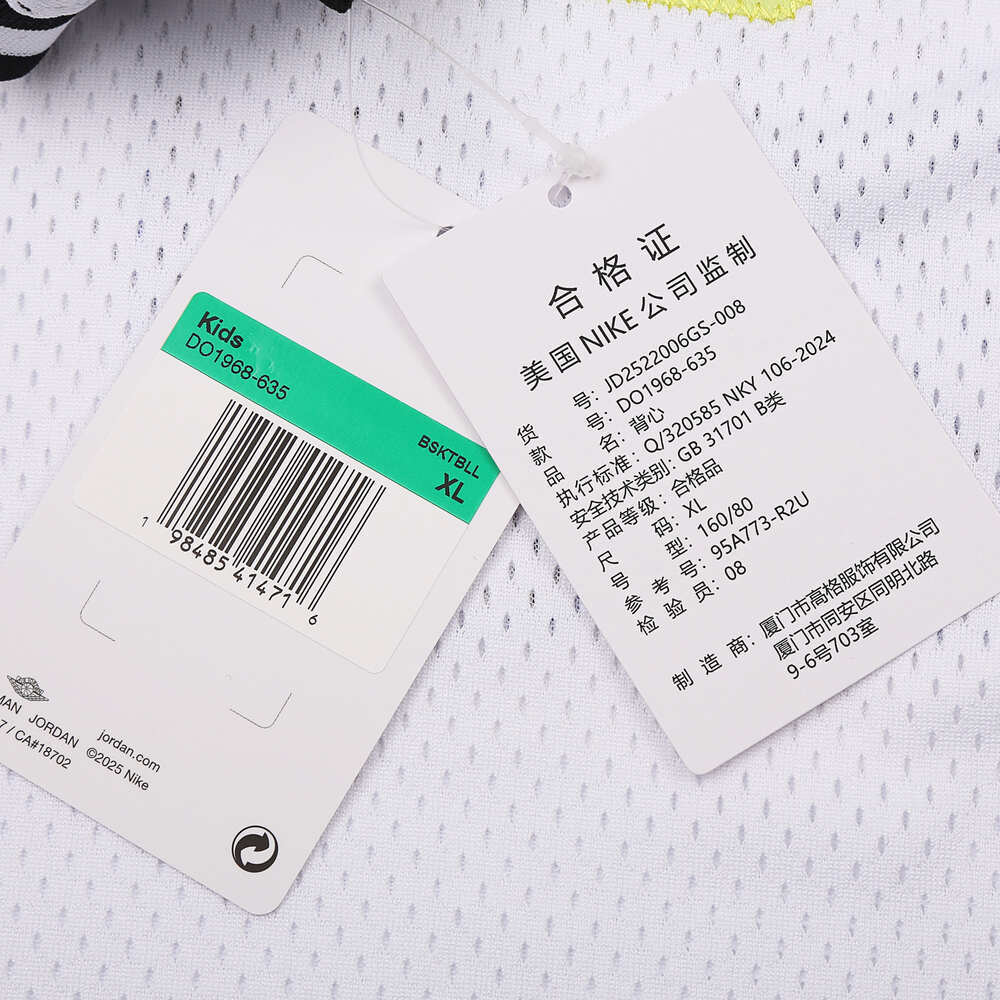 Kids
DO1968-635
BSKTBLL
XL
1 98485 41471 6
MAN JORDAN
7 / CA#18702
jordan.com
©2025 Nike
合格证
美国NIKE公司监制
货号：JD2522006GS-008
款号：DO1968-635
品名：背心
执行标准：Q/320585 NKY 106-2024
安全技术类别：GB 31701 B类
产品等级：合格品
尺码：XL
号型：160/80
参考号：95A773-R2U
检验员：08
制造商：厦门市高格服饰有限公司
厦门市同安区同明北路
9-6号703室